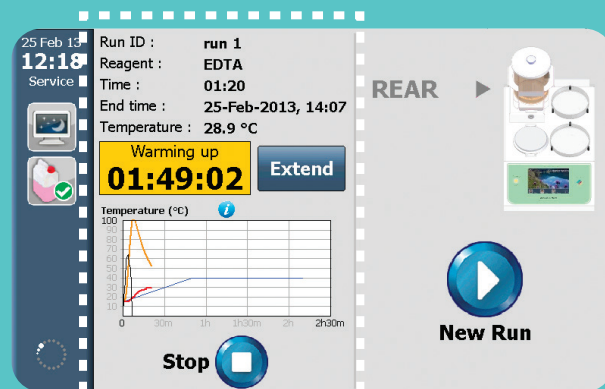 25 Feb 13
12:18
Service
Run ID : run 1
Reagent : EDTA
Time : 01:20
End time : 25-Feb-2013, 14:07
Temperature : 28.9 °C
Warming up
01:49:02
Extend
Temperature (°C)
100
90
80
70
60
50
40
30
20
10
0 30m 1h 1h30m 2h 2h30m
Stop
REAR
New Run